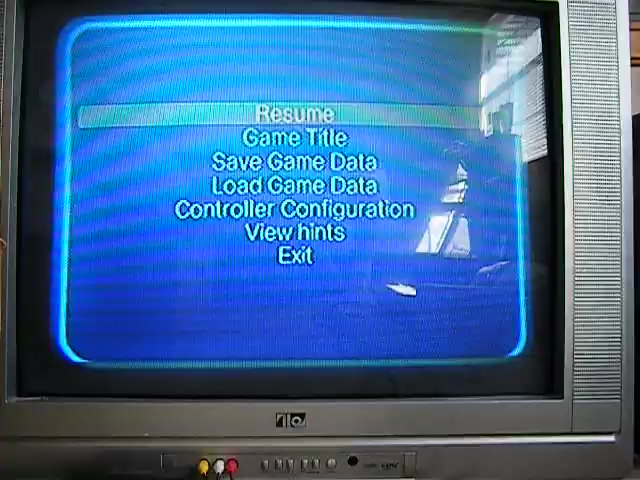 Resume
Game Title
Save Game Data
Load Game Data
Controller Configuration
View hints
Exit